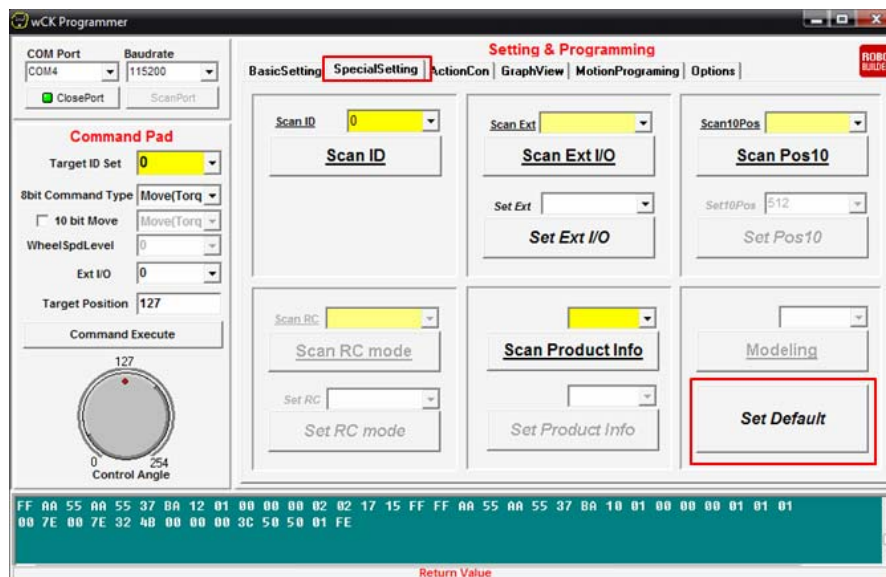 wCK Programmer
COM Port Baudrate
COM4 115200
ClosePort ScanPort
Command Pad
Target ID Set 0
8bit Command Type Move(Torq
10 bit Move Move(Torq
WheelSpdLevel 0
Ext I/O 0
Target Position 127
Command Execute
127
0 254
Control Angle
Setting & Programming
ROBO
BUILDER
BasicSetting SpecialSetting ActionCon GraphView MotionPrograming Options
Scan ID 0
Scan ID
Scan Ext
Scan Ext I/O
Set Ext
Set Ext I/O
Scan10Pos
Scan Pos10
Set10Pos 512
Set Pos10
Scan RC
Scan RC mode
Set RC
Set RC mode
Scan Product Info
Set Product Info
Modeling
Set Default
FF AA 55 AA 55 37 BA 12 01 00 00 00 02 02 17 15 FF FF AA 55 AA 55 37 BA 10 01 00 00 00 01 01 01
00 7E 00 7E 32 4B 00 00 00 3C 50 50 01 FE
Return Value